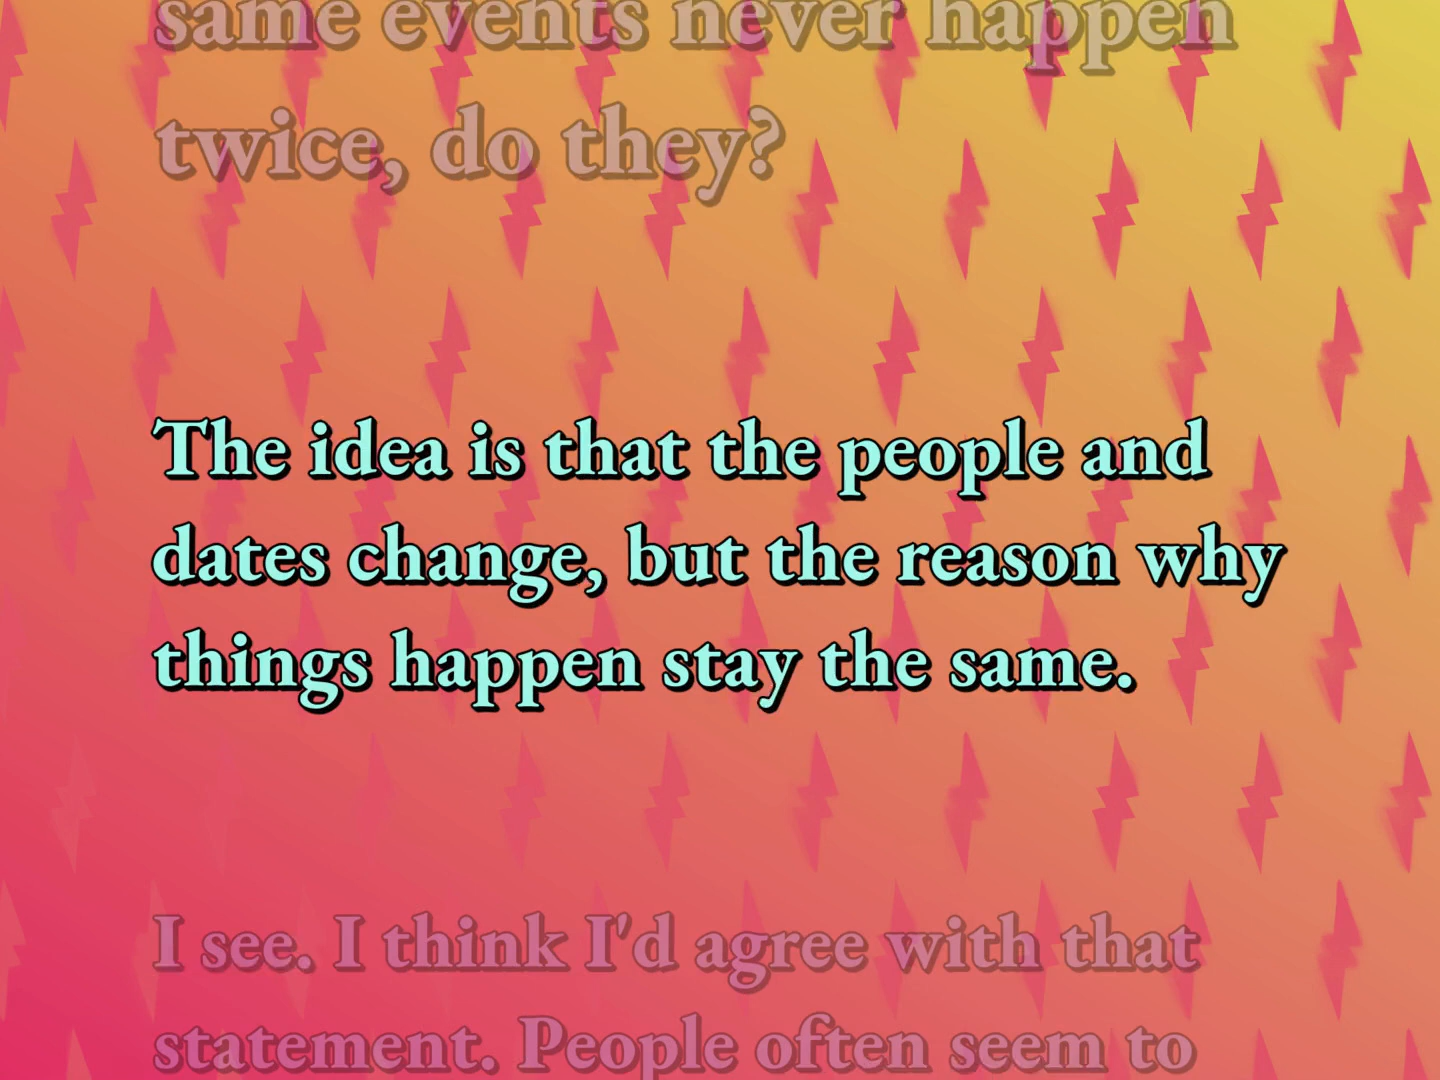 same events never happen
twice, do they?
The idea is that the people and
dates change, but the reason why
things happen stay the same.
I see. I think I'd agree with that
statement. People often seem to